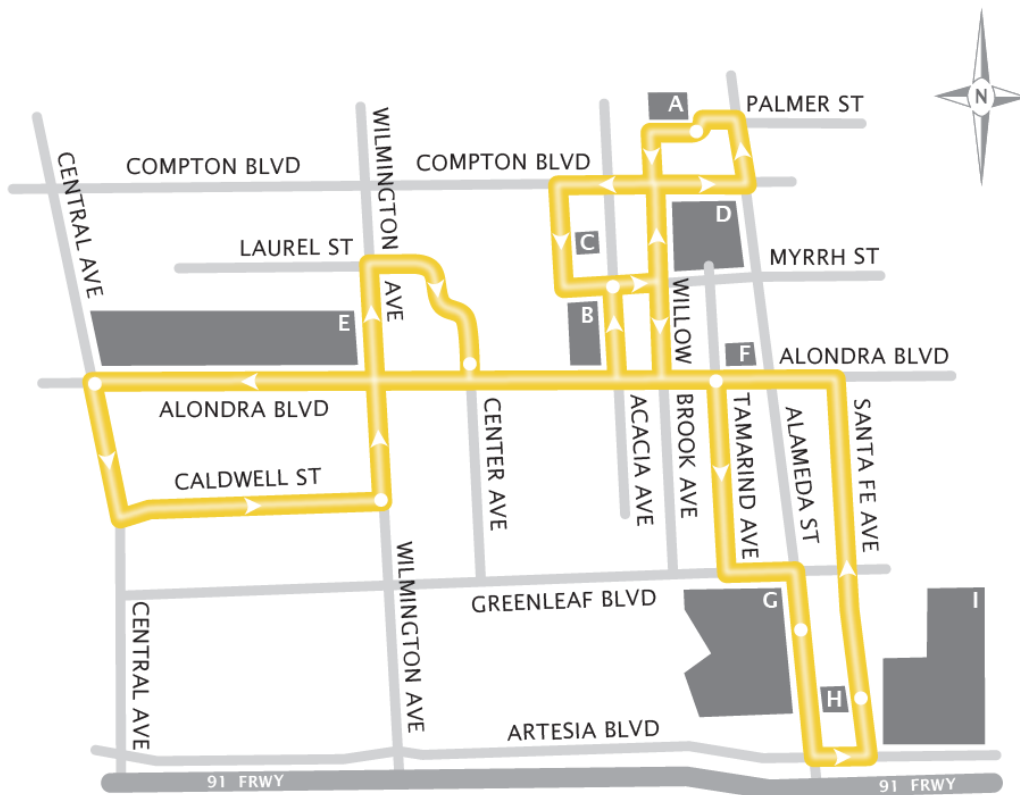 A
PALMER ST
N
WILMINGTON
AVE
CENTRAL AVE
COMPTON BLVD
COMPTON BLVD
D
C
LAUREL ST
MYRRH ST
E
B
WILLOW
F
ALONDRA BLVD
ALONDRA BLVD
CENTER AVE
ACACIA AVE
BROOK AVE
TAMARIND AVE
ALAMEDA ST
SANTA FE AVE
CALDWELL ST
WILMINGTON AVE
GREENLEAF BLVD
G
I
CENTRAL AVE
H
ARTESIA BLVD
91 FRWY
91 FRWY